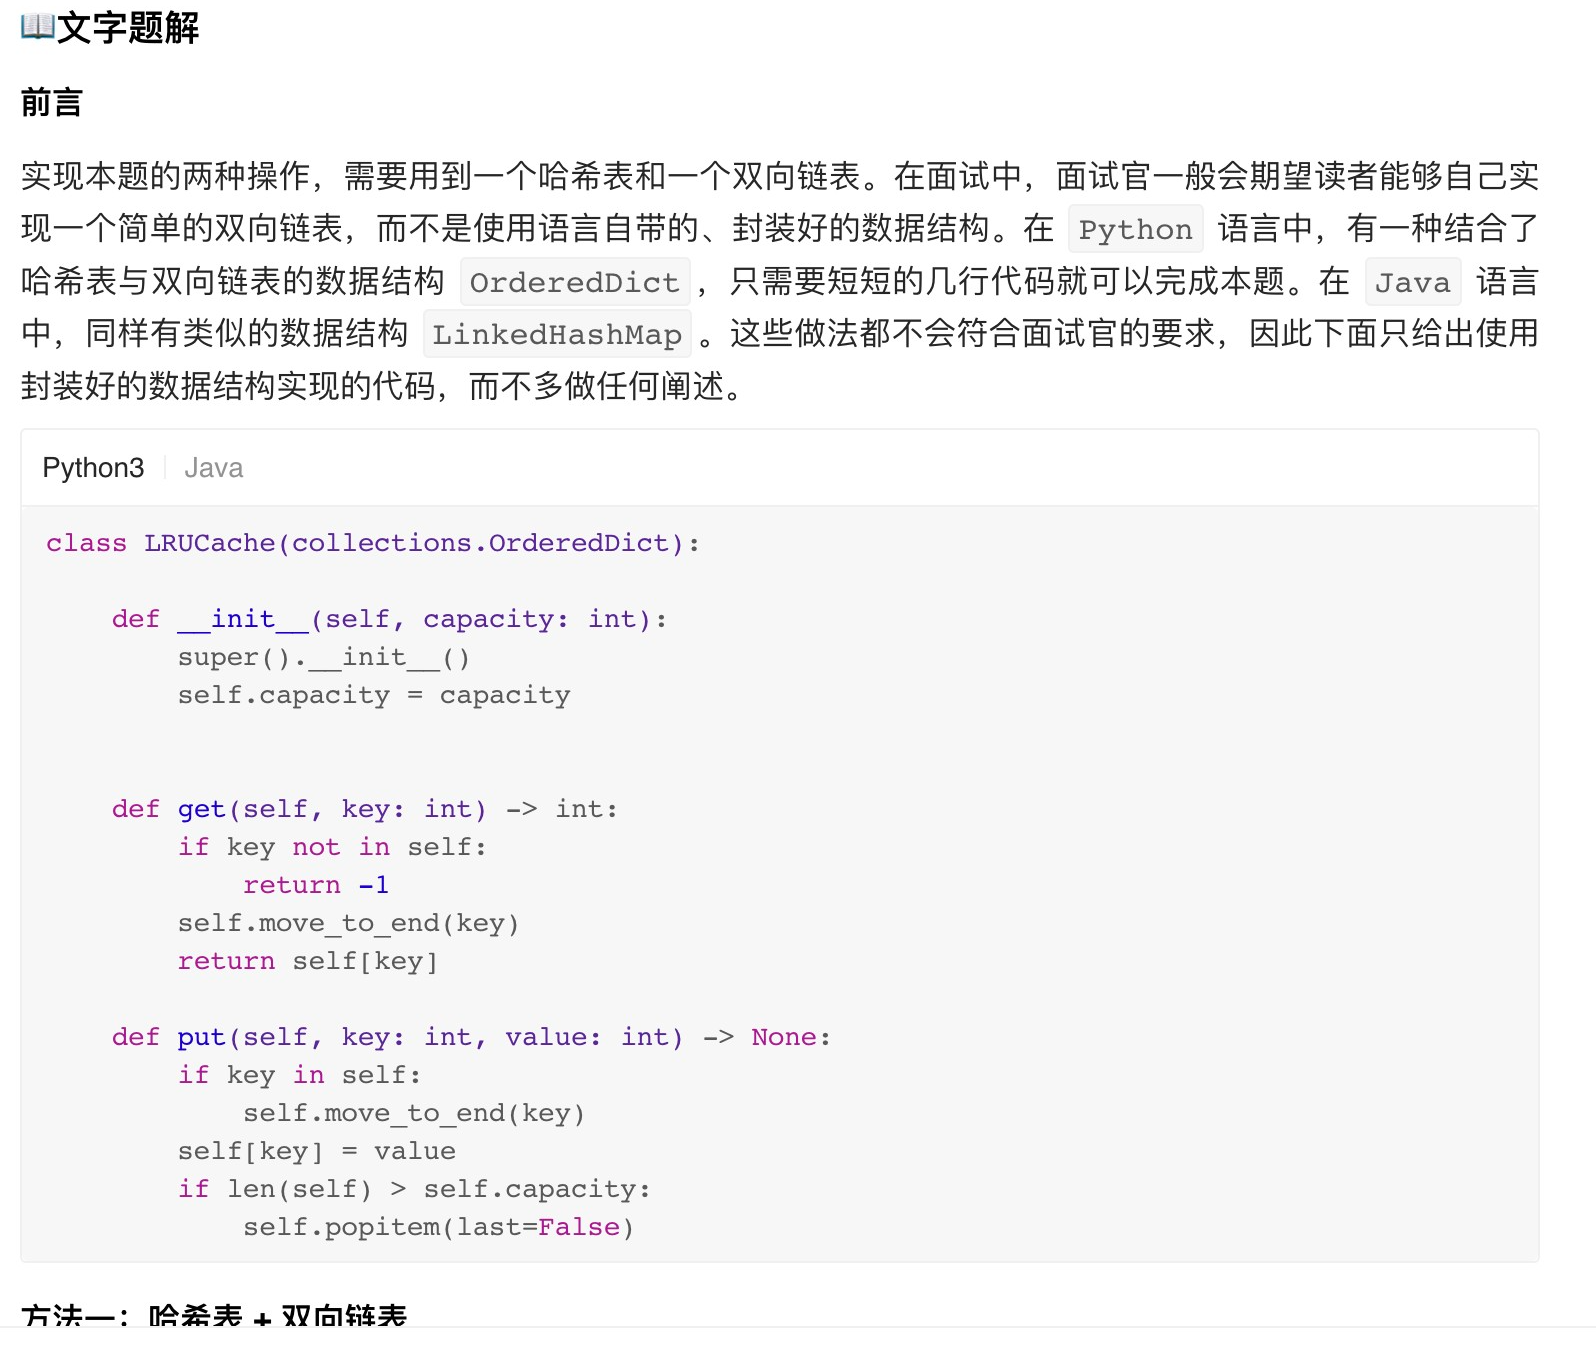 📖文字题解
前言
实现本题的两种操作，需要用到一个哈希表和一个双向链表。在面试中，面试官一般会期望读者能够自己实
现一个简单的双向链表，而不是使用语言自带的、封装好的数据结构。在 Python 语言中，有一种结合了
哈希表与双向链表的数据结构 OrderedDict，只需要短短的几行代码就可以完成本题。在 Java 语言
中，同样有类似的数据结构 LinkedHashMap。这些做法都不会符合面试官的要求，因此下面只给出使用
封装好的数据结构实现的代码，而不多做任何阐述。
Python3 Java
class LRUCache(collections.OrderedDict):
    def __init__(self, capacity: int):
        super().__init__()
        self.capacity = capacity
    def get(self, key: int) -> int:
        if key not in self:
            return -1
        self.move_to_end(key)
        return self[key]
    def put(self, key: int, value: int) -> None:
        if key in self:
            self.move_to_end(key)
        self[key] = value
        if len(self) > self.capacity:
            self.popitem(last=False)
方法一：哈希表 + 双向链表